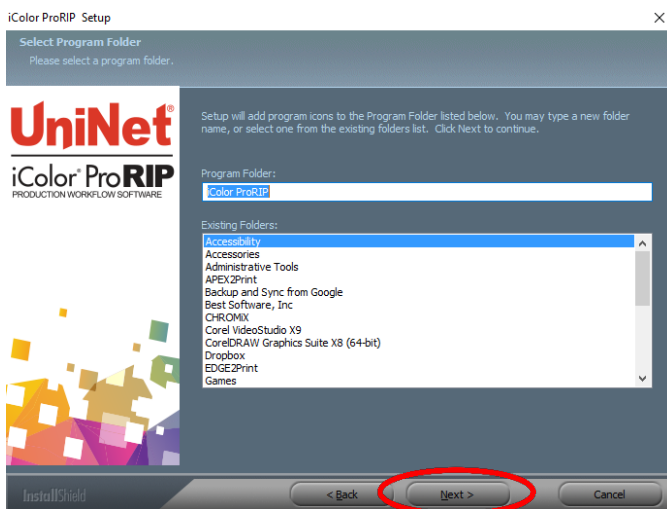 iColor ProRIP Setup
Select Program Folder
Please select a program folder.
UniNet®
iColor® ProRIP
PRODUCTION WORKFLOW SOFTWARE
Setup will add program icons to the Program Folder listed below. You may type a new folder
name, or select one from the existing folders list. Click Next to continue.
Program Folder:
iColor ProRIP
Existing Folders:
Accessibility
Accessories
Administrative Tools
APEX2Print
Backup and Sync from Google
Best Software, Inc
CHROMiX
Corel VideoStudio X9
CorelDRAW Graphics Suite X8 (64-bit)
Dropbox
EDGE2Print
Games
InstallShield
< Back
Next >
Cancel